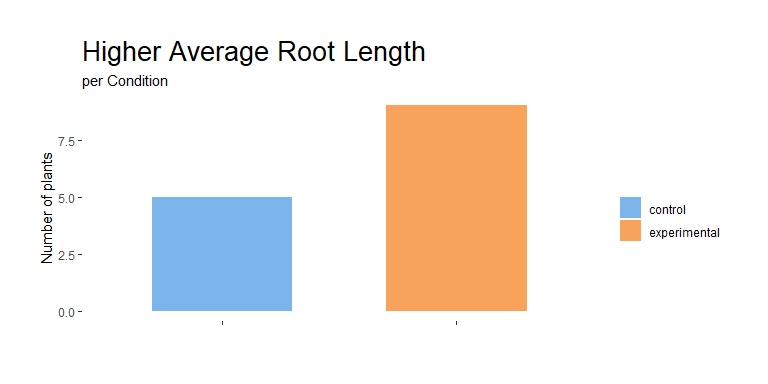 Higher Average Root Length
per Condition
Number of plants
7.5
5.0
2.5
0.0
control
experimental